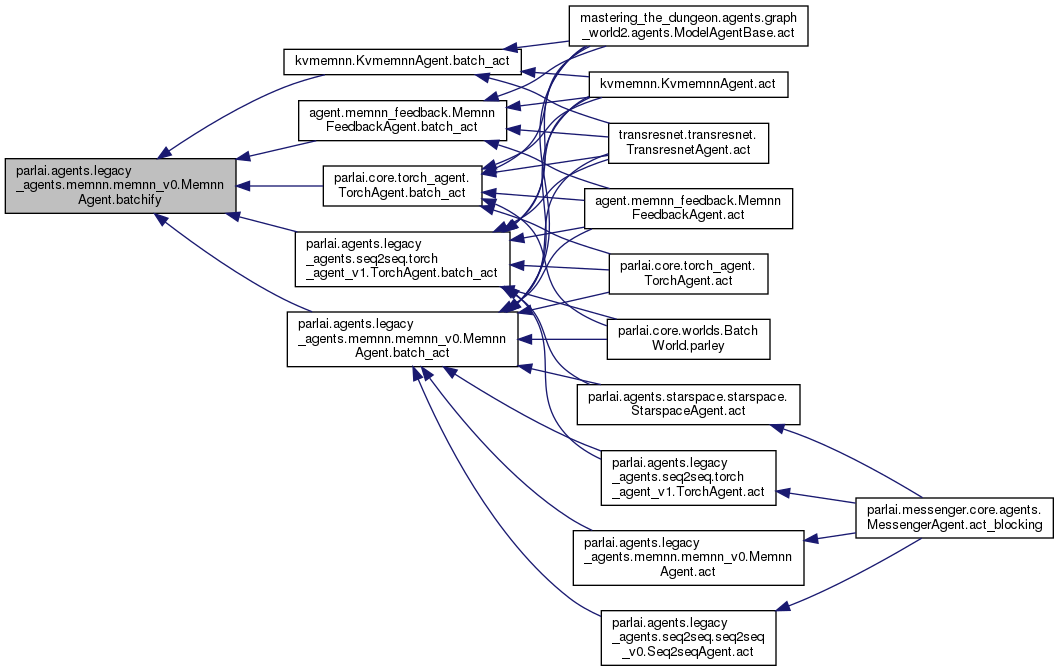 parlai.agents.legacy
_agents.memnn.memnn_v0.Memnn
Agent.batchify
kvmemnn.KvmemnnAgent.batch_act
agent.memnn_feedback.Memnn
FeedbackAgent.batch_act
parlai.core.torch_agent.
TorchAgent.batch_act
parlai.agents.legacy
_agents.seq2seq.torch
_agent_v1.TorchAgent.batch_act
parlai.agents.legacy
_agents.memnn.memnn_v0.Memnn
Agent.batch_act
mastering_the_dungeon.agents.graph
_world2.agents.ModelAgentBase.act
kvmemnn.KvmemnnAgent.act
transresnet.transresnet.
TransresnetAgent.act
agent.memnn_feedback.Memnn
FeedbackAgent.act
parlai.core.torch_agent.
TorchAgent.act
parlai.core.worlds.Batch
World.parley
parlai.agents.starspace.starspace.
StarspaceAgent.act
parlai.agents.legacy
_agents.seq2seq.torch
_agent_v1.TorchAgent.act
parlai.agents.legacy
_agents.memnn.memnn_v0.Memnn
Agent.act
parlai.agents.legacy
_agents.seq2seq.seq2seq
_v0.Seq2seqAgent.act
parlai.messenger.core.agents.
MessengerAgent.act_blocking